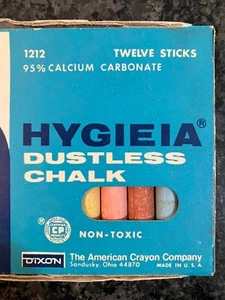 1212 TWELVE STICKS
95% CALCIUM CARBONATE
HYGIEIA®
DUSTLESS
CHALK
®
CP
NON-TOXIC
DIXON The American Crayon Company
Sandusky, Ohio 44870 MADE IN U.S.A.